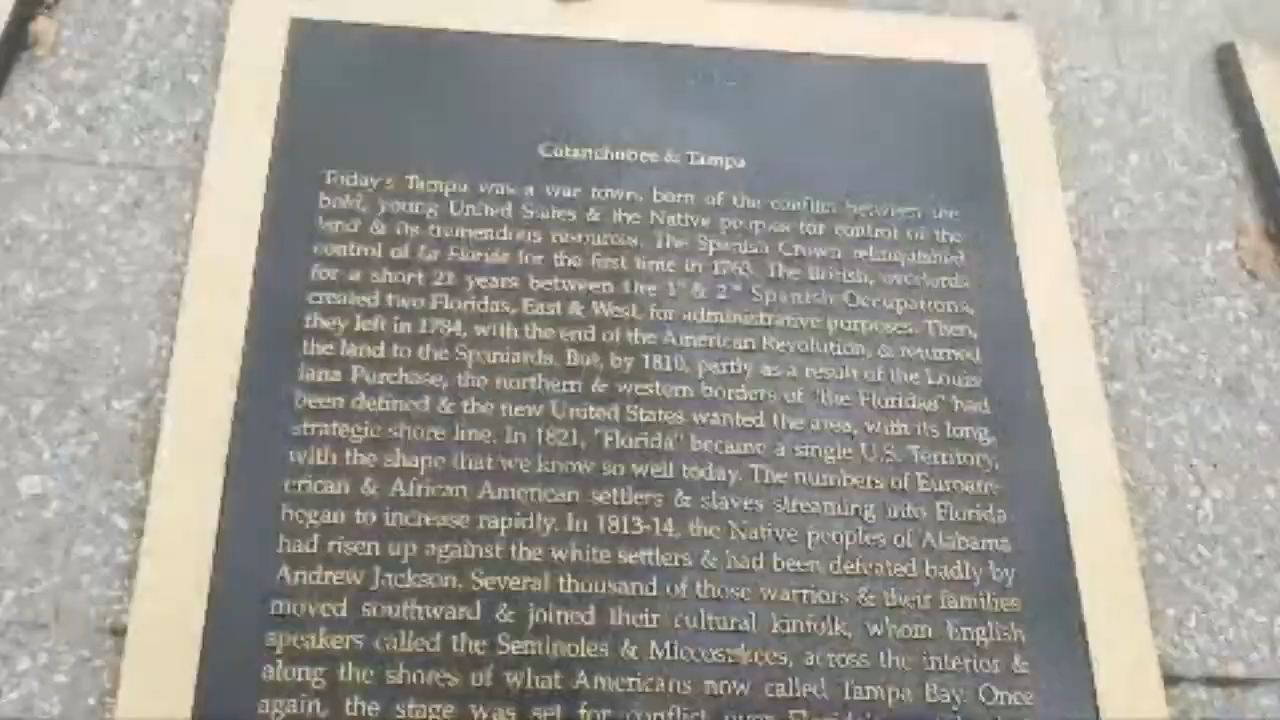 Cotanchobee & Tampa
Today's Tampa was a war town, born of the conflict between the
bold, young United States & the Native peoples for control of the
land & its tremendous resources. The Spanish Crown relinquished
control of La Florida for the first time in 1763. The British, overlords
for a short 21 years between the 1st & 2nd Spanish Occupations,
created two Floridas, East & West, for administrative purposes. Then,
they left in 1784, with the end of the American Revolution, & returned
the land to the Spaniards. But, by 1810, partly as a result of the Louis-
iana Purchase, the northern & western borders of "the Floridas" had
been defined & the new United States wanted the area, with its long,
strategic shore line. In 1821, "Florida" became a single U.S. Territory,
with the shape that we know so well today. The numbers of Euroam-
erican & African American settlers & slaves streaming into Florida
began to increase rapidly. In 1813-14, the Native peoples of Alabama
had risen up against the white settlers & had been defeated badly by
Andrew Jackson. Several thousand of those warriors & their families
moved southward & joined their cultural kinfolk, whom English
speakers called the Seminoles & Miccosukees, across the interior &
along the shores of what Americans now called Tampa Bay. Once
again, the stage was set for conflict over